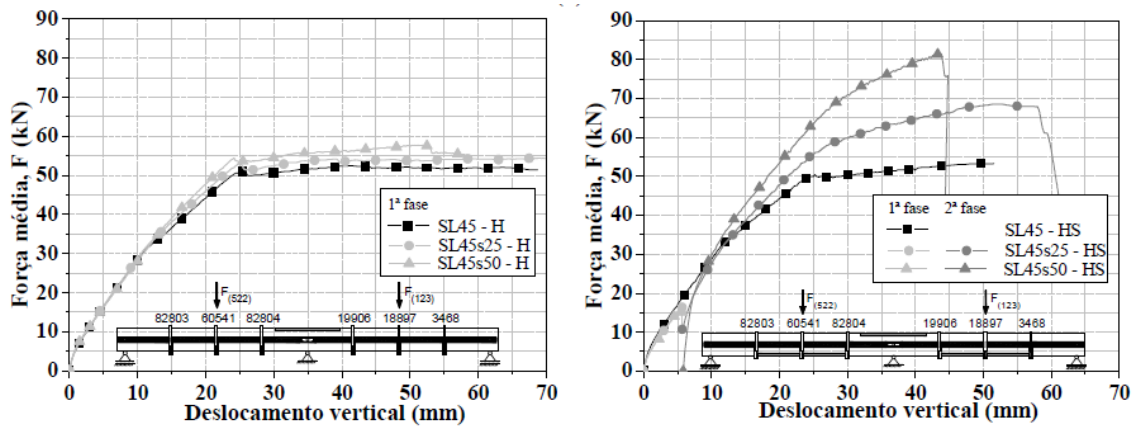 Força média, F (kN)
90
80
70
60
50
40
30
20
10
0
1ª fase
SL45 - H
SL45s25 - H
SL45s50 - H
F(522)
F(123)
82803 60541 82804 19906 18897 3468
0 10 20 30 40 50 60 70
Deslocamento vertical (mm)
Força média, F (kN)
90
80
70
60
50
40
30
20
10
0
1ª fase 2ª fase
SL45 - HS
SL45s25 - HS
SL45s50 - HS
F(522)
F(123)
82803 60541 82804 19906 18897 3468
0 10 20 30 40 50 60 70
Deslocamento vertical (mm)